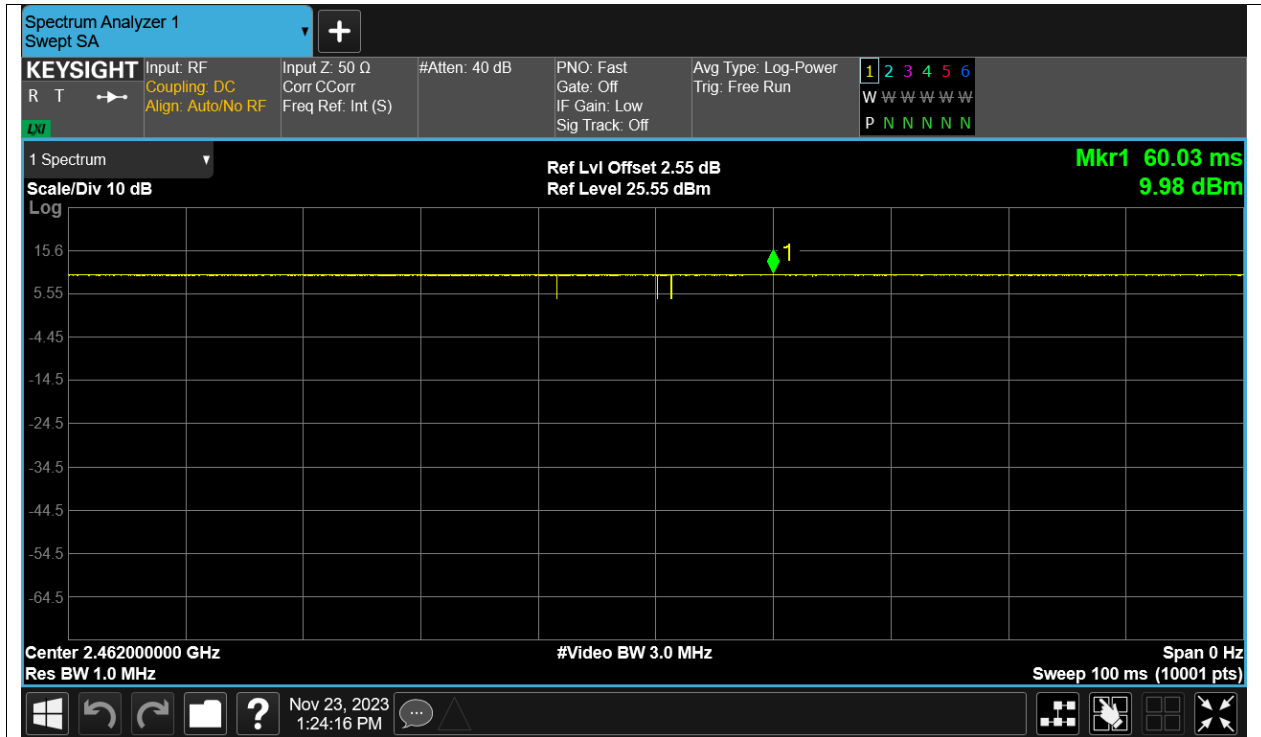 Spectrum Analyzer 1
Swept SA
KEYSIGHT
R T
LXI
Input: RF
Coupling: DC
Align: Auto/No RF
Input Z: 50 Ω
Corr CCorr
Freq Ref: Int (S)
#Atten: 40 dB
PNO: Fast
Gate: Off
IF Gain: Low
Sig Track: Off
Avg Type: Log-Power
Trig: Free Run
1 2 3 4 5 6
W W W W W W
P N N N N N
1 Spectrum
Scale/Div 10 dB
Log
Ref Lvl Offset 2.55 dB
Ref Level 25.55 dBm
Mkr1 60.03 ms
9.98 dBm
1
15.6
5.55
-4.45
-14.5
-24.5
-34.5
-44.5
-54.5
-64.5
Center 2.462000000 GHz
Res BW 1.0 MHz
#Video BW 3.0 MHz
Span 0 Hz
Sweep 100 ms (10001 pts)
?
Nov 23, 2023
1:24:16 PM